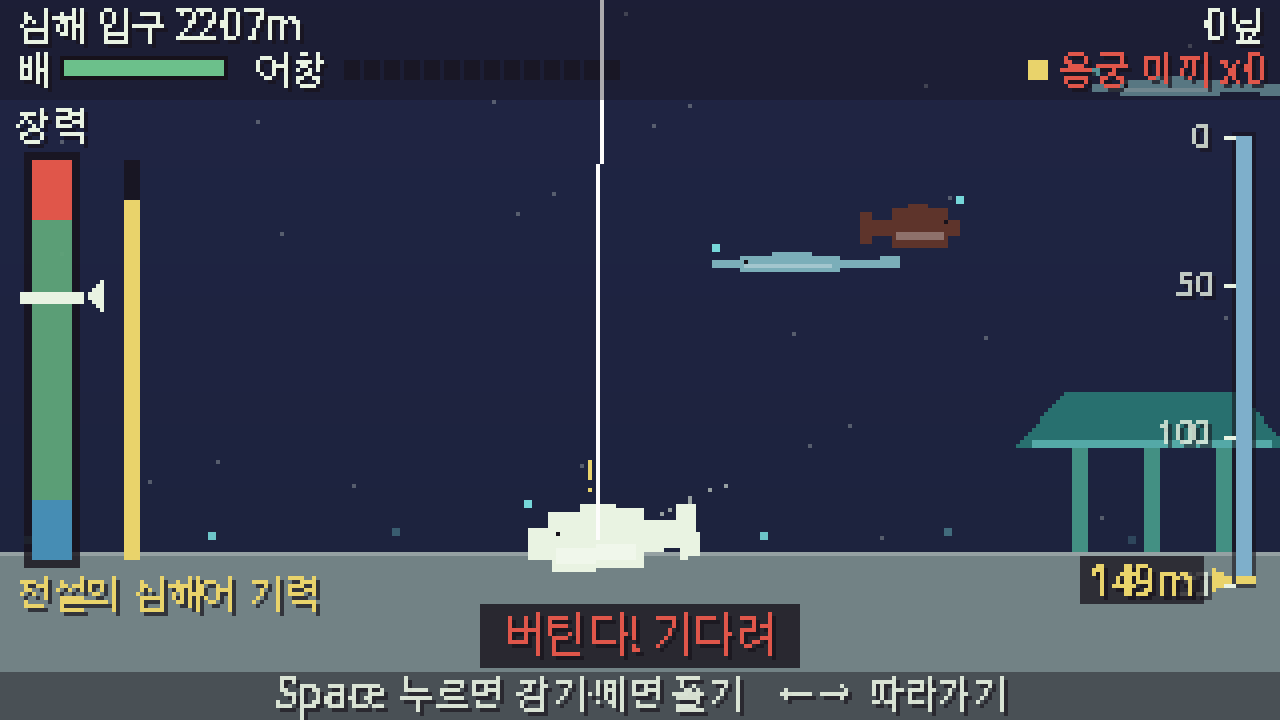 심해 입구 2207m
0닢
배
어창
용궁 미끼 x0
장력
0
50
100
149m
전설의 심해어 기력
버틴다! 기다려
Space 누르면 감기·떼면 풀기 ←→ 따라가기